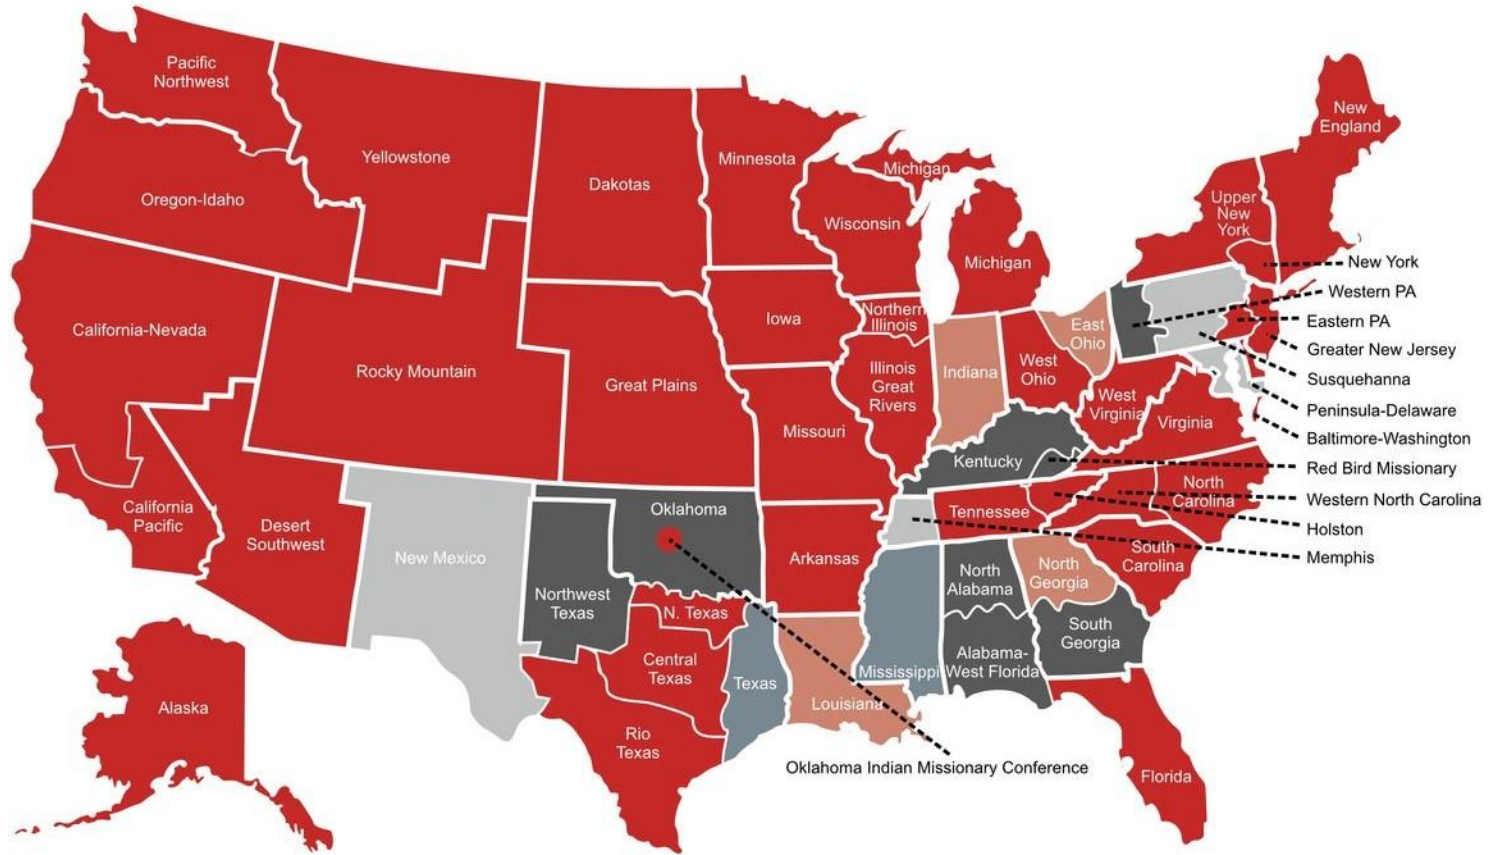 Pacific
Northwest
Yellowstone
Dakotas
Minnesota
Michigan
New
England
Oregon-Idaho
Wisconsin
Upper
New
York
Michigan
New York
Western PA
California-Nevada
Iowa
Northern
Illinois
East
Ohio
Eastern PA
Greater New Jersey
Rocky Mountain
Great Plains
Illinois
Great
Rivers
Indiana
West
Ohio
Susquehanna
Peninsula-Delaware
West
Virginia
Virginia
Missouri
Baltimore-Washington
Kentucky
Red Bird Missionary
California
Pacific
Desert
Southwest
Oklahoma
Tennessee
North
Carolina
Western North Carolina
Holston
New Mexico
Arkansas
South
Carolina
Memphis
Northwest
Texas
N. Texas
North
Alabama
North
Georgia
South
Georgia
Central
Texas
Texas
Mississippi
Alabama-
West Florida
Louisiana
Alaska
Rio
Texas
Oklahoma Indian Missionary Conference
Florida